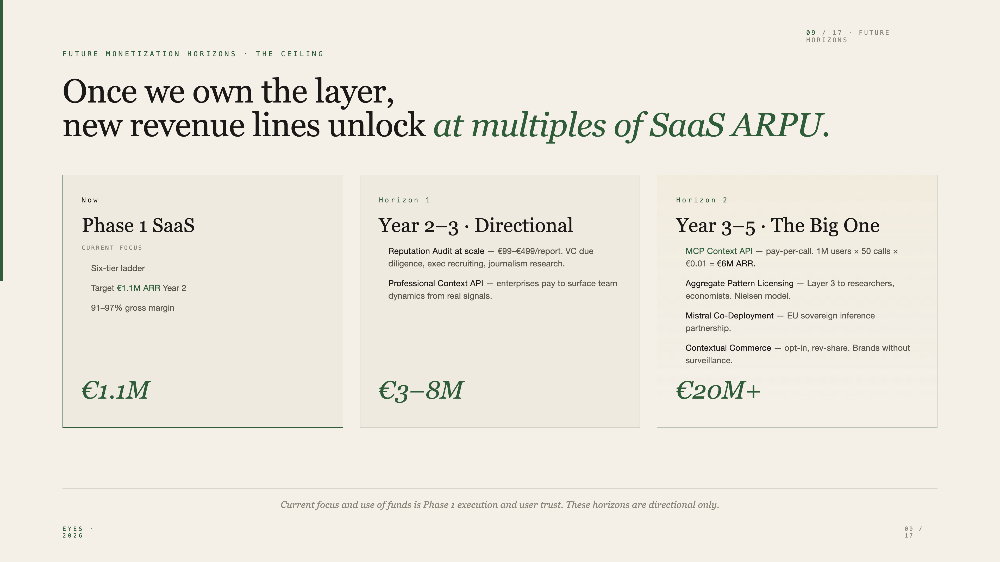 09 / 17 · FUTURE
HORIZONS
FUTURE MONETIZATION HORIZONS · THE CEILING
Once we own the layer,
new revenue lines unlock at multiples of SaaS ARPU.
Now
Phase 1 SaaS
CURRENT FOCUS
Six-tier ladder
Target €1.1M ARR Year 2
91–97% gross margin
€1.1M
Horizon 1
Year 2–3 · Directional
Reputation Audit at scale — €99–€499/report. VC due
diligence, exec recruiting, journalism research.
Professional Context API — enterprises pay to surface team
dynamics from real signals.
€3–8M
Horizon 2
Year 3–5 · The Big One
MCP Context API — pay-per-call. 1M users × 50 calls ×
€0.01 = €6M ARR.
Aggregate Pattern Licensing — Layer 3 to researchers,
economists. Nielsen model.
Mistral Co-Deployment — EU sovereign inference
partnership.
Contextual Commerce — opt-in, rev-share. Brands without
surveillance.
€20M+
Current focus and use of funds is Phase 1 execution and user trust. These horizons are directional only.
EYES ·
2026
09 /
17